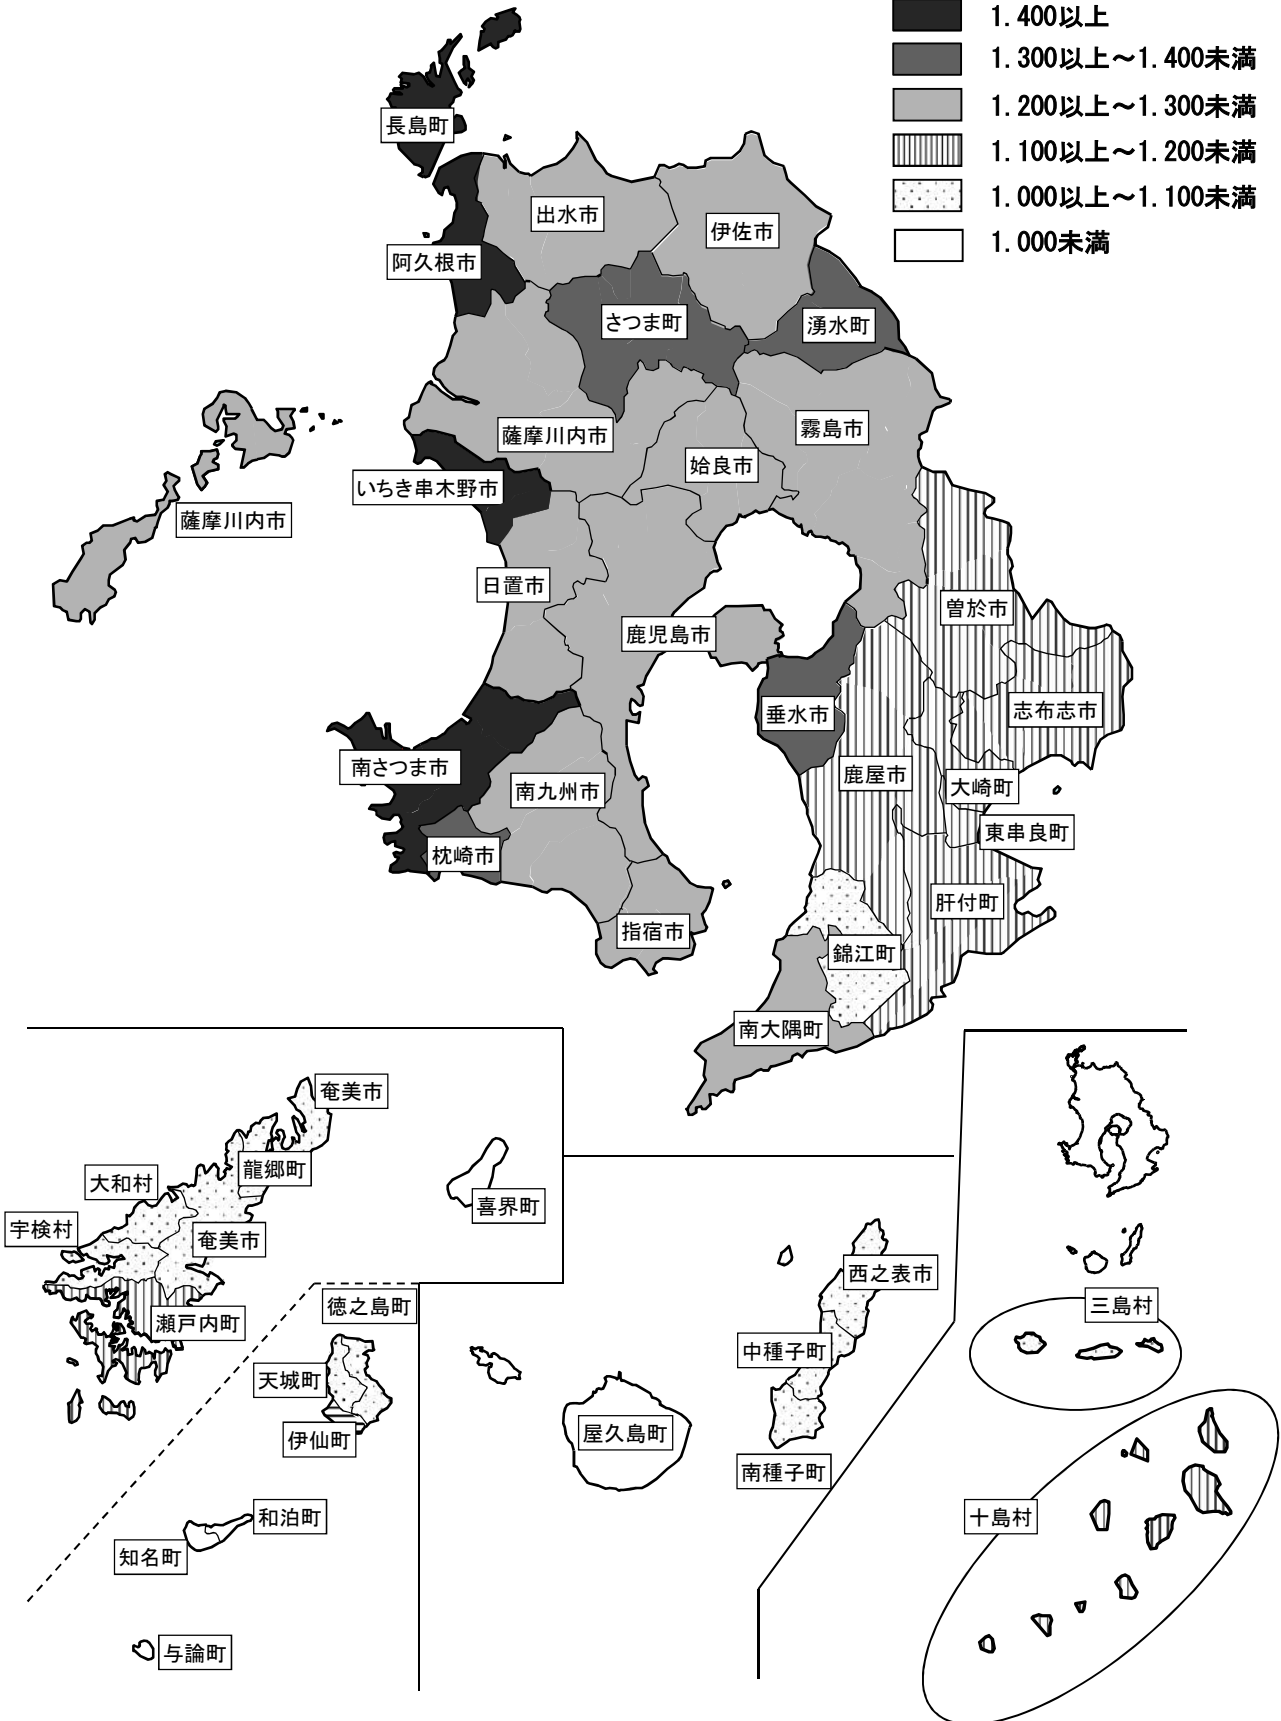 1.400以上
1.300以上～1.400未満
1.200以上～1.300未満
1.100以上～1.200未満
1.000以上～1.100未満
1.000未満
長島町
出水市
伊佐市
阿久根市
さつま町
湧水町
薩摩川内市
霧島市
姶良市
いちき串木野市
薩摩川内市
日置市
曽於市
鹿児島市
垂水市
志布志市
南さつま市
鹿屋市
大崎町
南九州市
東串良町
枕崎市
肝付町
指宿市
錦江町
南大隅町
奄美市
龍郷町
大和村
喜界町
宇検村
奄美市
西之表市
徳之島町
三島村
瀬戸内町
中種子町
天城町
屋久島町
伊仙町
南種子町
和泊町
十島村
知名町
与論町